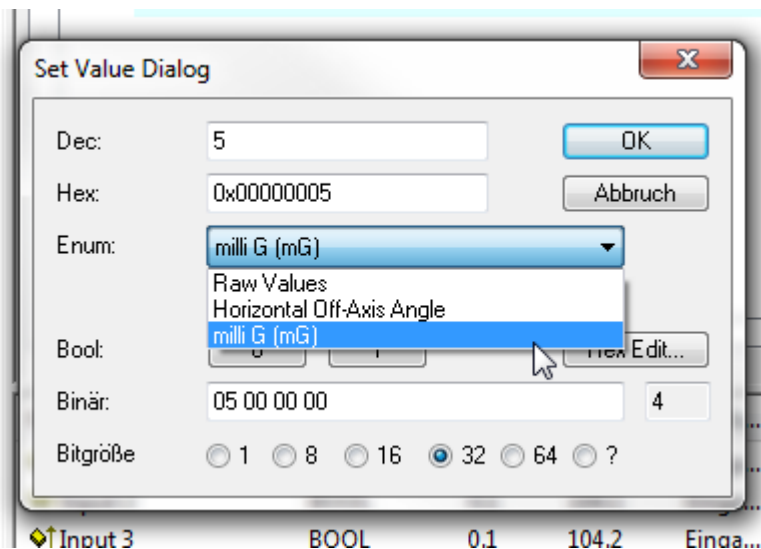 Set Value Dialog
Dec: 5 OK
Hex: 0x00000005 Abbruch
Enum: milli G (mG)
Raw Values
Horizontal Off-Axis Angle
milli G (mG)
Bool: Hex Edit...
Binär: 05 00 00 00 4
Bitgröße 1 8 16 32 64 ?
Input 3 BOOL 0.1 104.2 Einga...